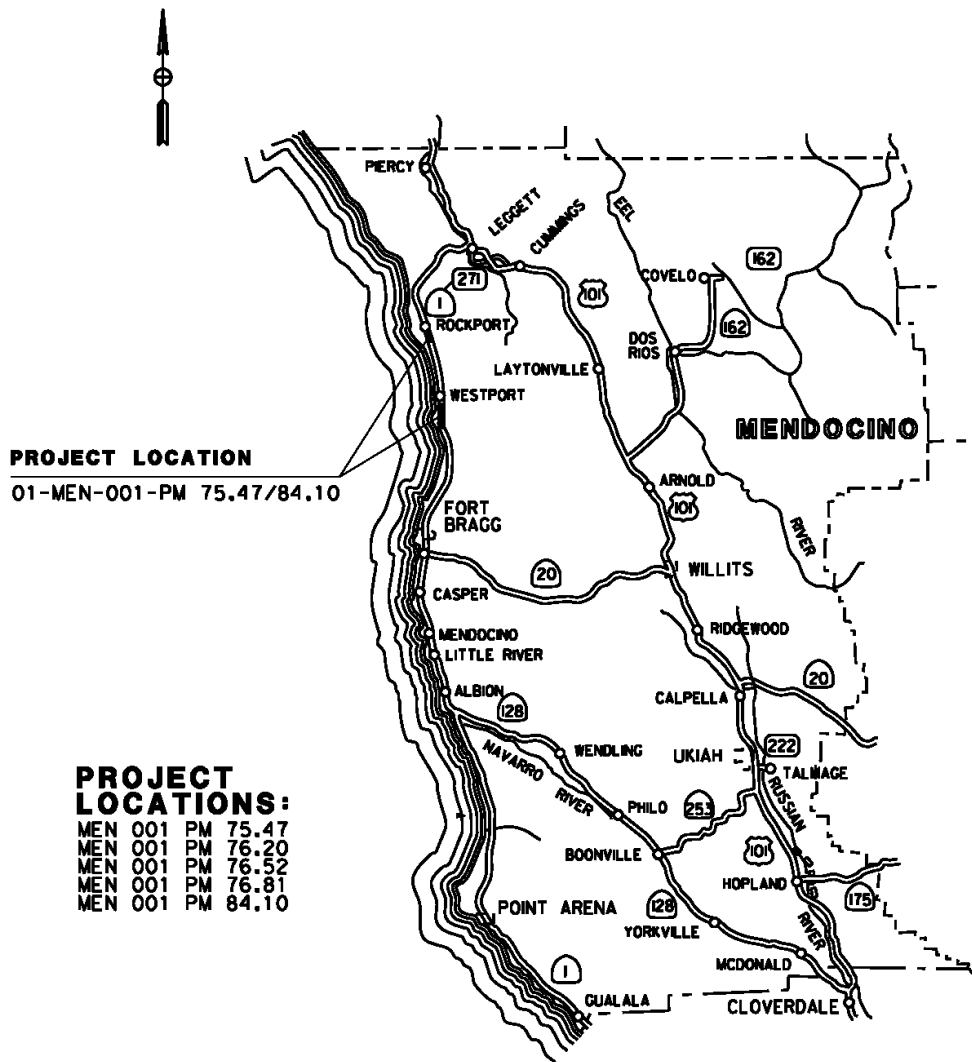 PIERCY
LEGGETT
CUMMINGS
EEL
271
1
COVELO
162
101
162
ROCKPORT
DOS
RIOS
LAYTONVILLE
WESTPORT
MENDOCINO
PROJECT LOCATION
01-MEN-001-PM 75.47/84.10
ARNOLD
FORT
BRAGG
101
RIVER
20
WILLITS
CASPER
MENDOCINO
RIDGEWOOD
LITTLE RIVER
20
ALBION
CALPELLA
128
NAVARRO
RIVER
WENDLING
UKIAH
222
TALMAGE
PROJECT
LOCATIONS:
MEN 001 PM 75.47
MEN 001 PM 76.20
MEN 001 PM 76.52
MEN 001 PM 76.81
MEN 001 PM 84.10
PHILO
253
RUSSIAN
BOONVILLE
101
HOPLAND
175
RIVER
POINT ARENA
128
YORKVILLE
MCDONALD
1
GUALALA
CLOVERDALE